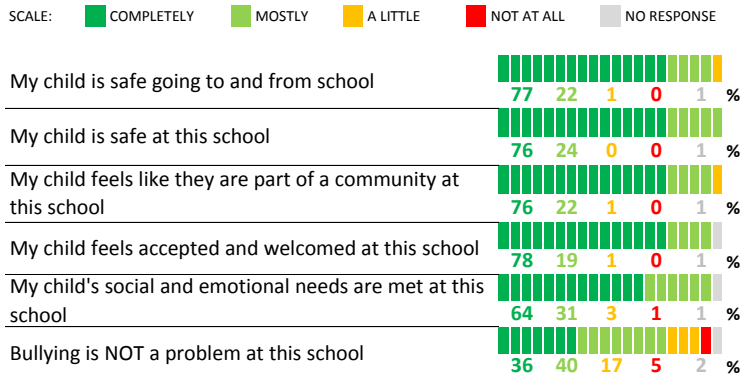 SCALE: COMPLETELY MOSTLY A LITTLE NOT AT ALL NO RESPONSE
My child is safe going to and from school
77 22 1 0 1 %
My child is safe at this school
76 24 0 0 1 %
My child feels like they are part of a community at
this school
76 22 1 0 1 %
My child feels accepted and welcomed at this school
78 19 1 0 1 %
My child's social and emotional needs are met at this
school
64 31 3 1 1 %
Bullying is NOT a problem at this school
36 40 17 5 2 %